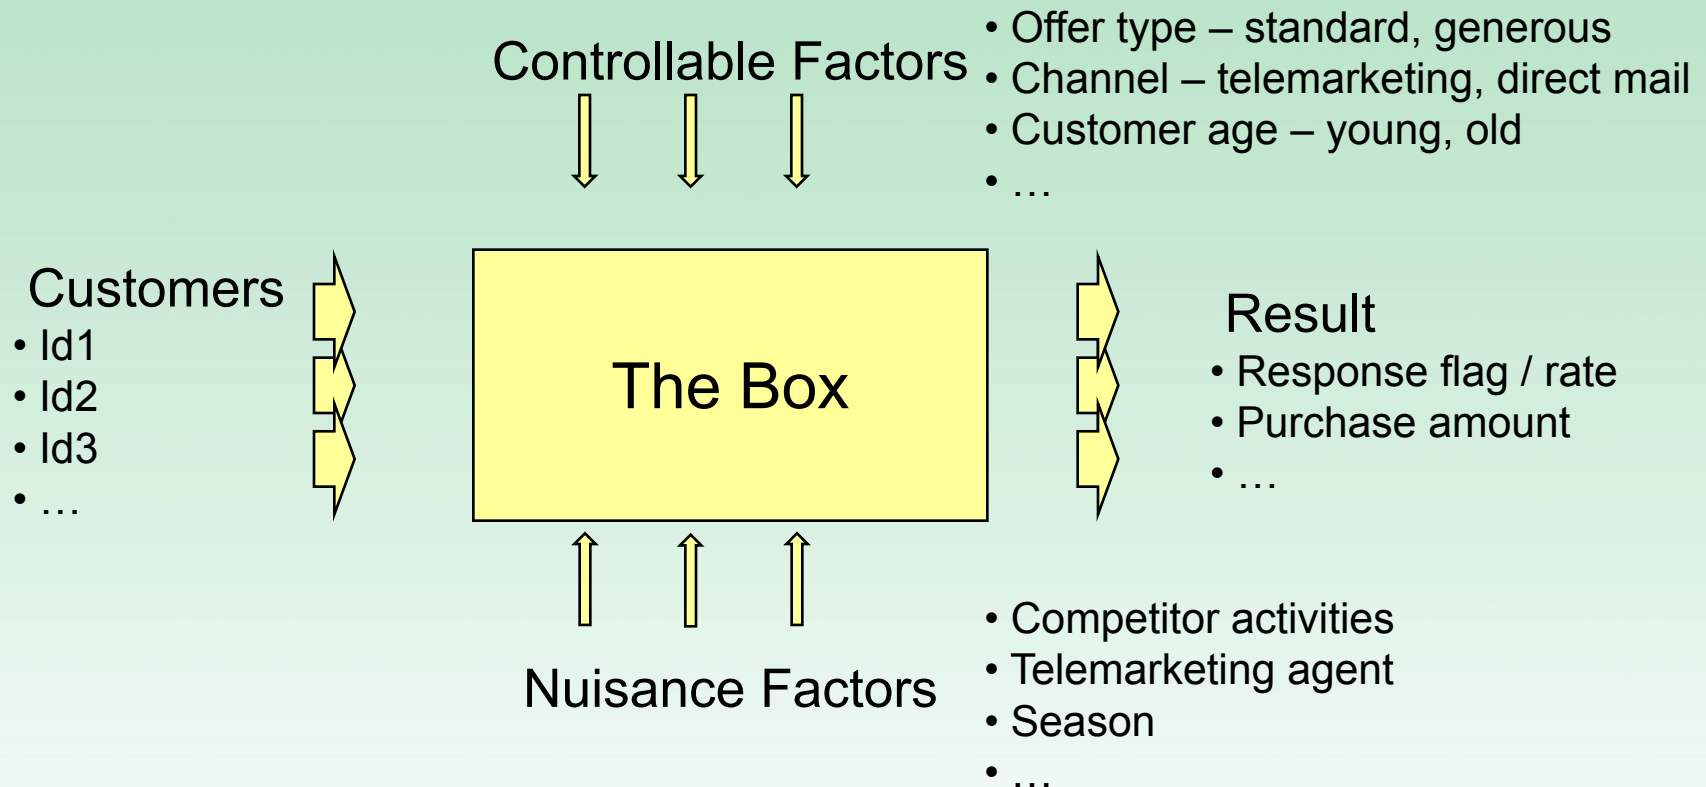 Controllable Factors
• Offer type – standard, generous
• Channel – telemarketing, direct mail
• Customer age – young, old
• …
Customers
• Id1
• Id2
• Id3
• …
The Box
Result
• Response flag / rate
• Purchase amount
• …
Nuisance Factors
• Competitor activities
• Telemarketing agent
• Season
• …